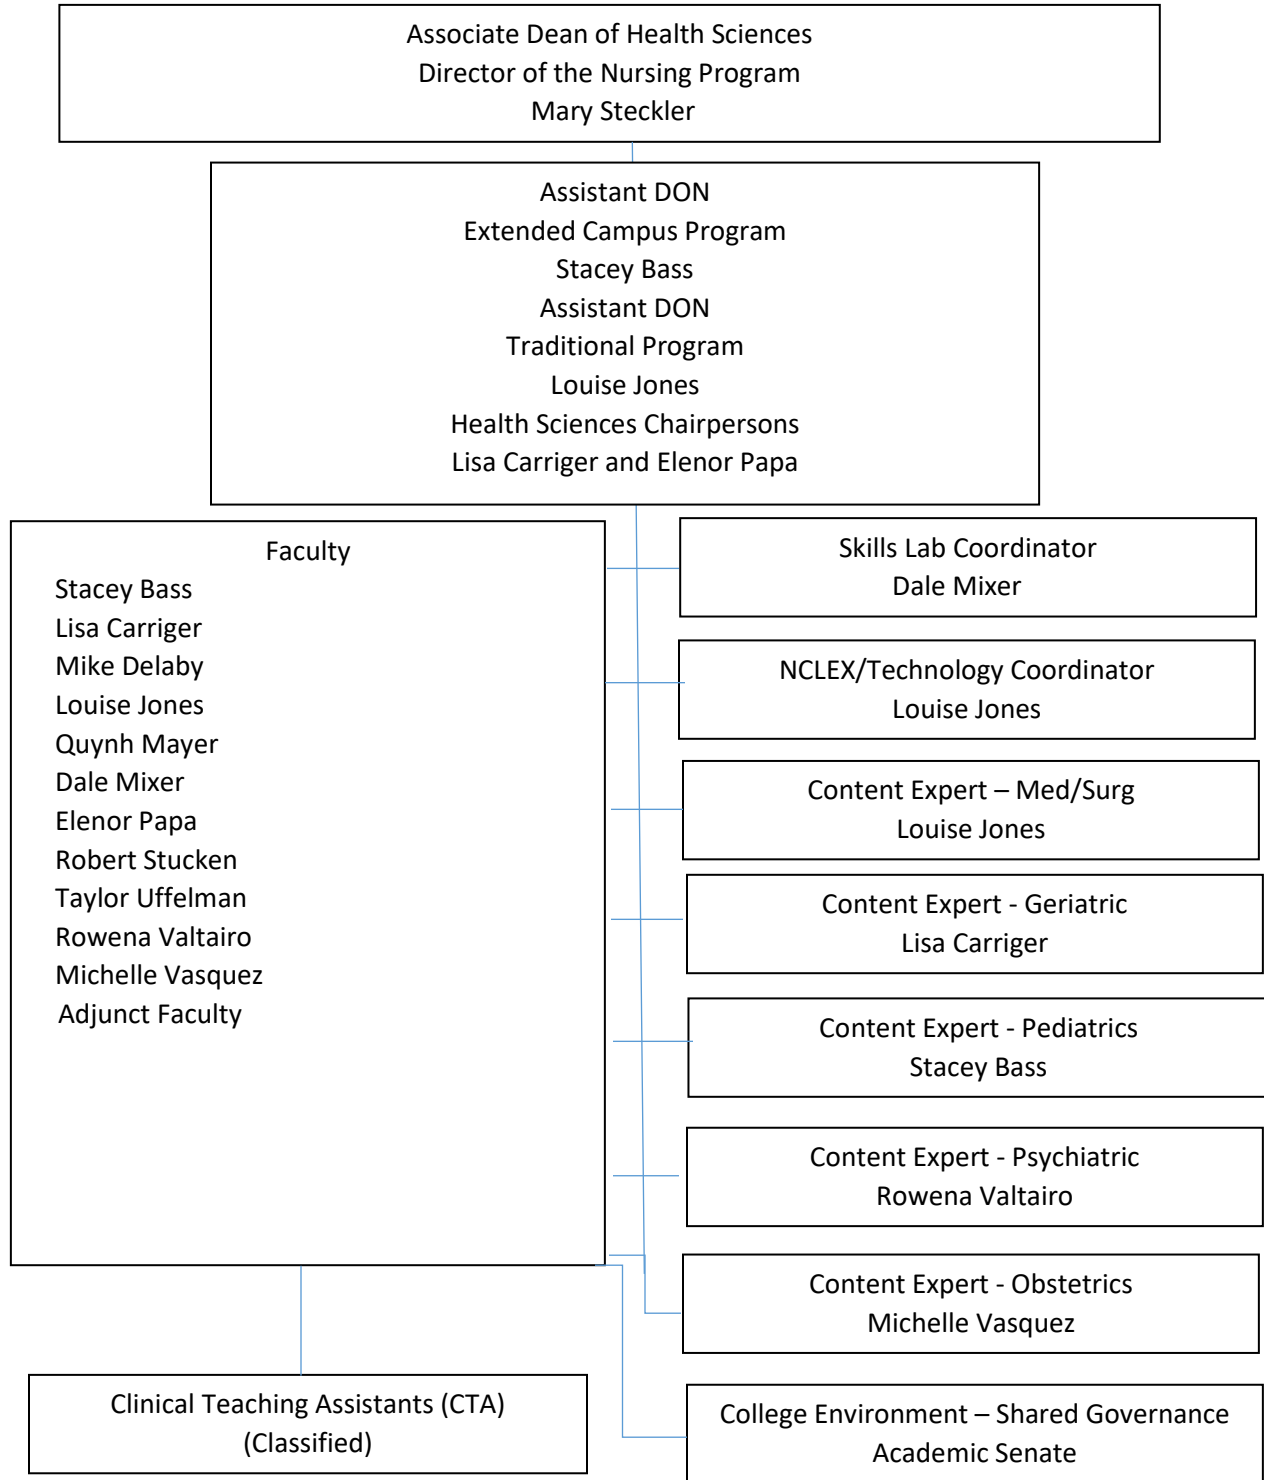 Associate Dean of Health Sciences
Director of the Nursing Program
Mary Steckler
Assistant DON
Extended Campus Program
Stacey Bass
Assistant DON
Traditional Program
Louise Jones
Health Sciences Chairpersons
Lisa Carriger and Elenor Papa
Faculty
Stacey Bass
Lisa Carriger
Mike Delaby
Louise Jones
Quynh Mayer
Dale Mixer
Elenor Papa
Robert Stucken
Taylor Uffelman
Rowena Valtairo
Michelle Vasquez
Adjunct Faculty
Skills Lab Coordinator
Dale Mixer
NCLEX/Technology Coordinator
Louise Jones
Content Expert – Med/Surg
Louise Jones
Content Expert - Geriatric
Lisa Carriger
Content Expert - Pediatrics
Stacey Bass
Content Expert - Psychiatric
Rowena Valtairo
Content Expert - Obstetrics
Michelle Vasquez
Clinical Teaching Assistants (CTA)
(Classified)
College Environment – Shared Governance
Academic Senate